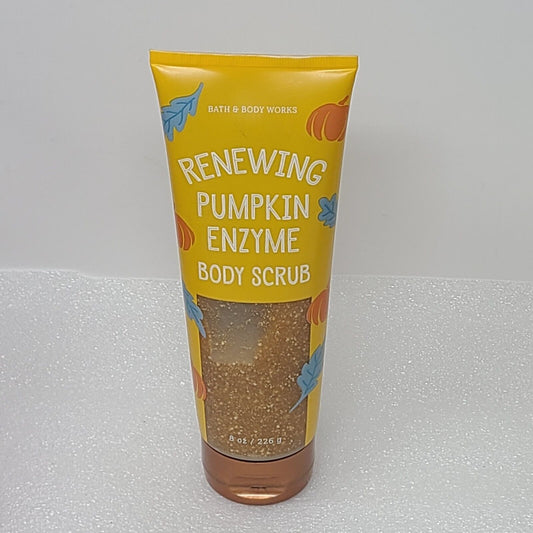 BATH & BODY WORKS
RENEWING
PUMPKIN
ENZYME
BODY SCRUB
8 oz / 226 g